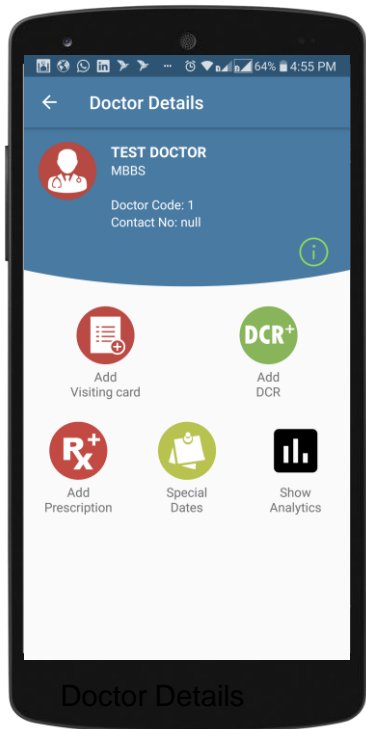 64% 4:55 PM
Doctor Details
TEST DOCTOR
MBBS
Doctor Code: 1
Contact No: null
i
Add
Visiting card
DCR+
Add
DCR
Rx+
Add
Prescription
Special
Dates
Show
Analytics
Doctor Details